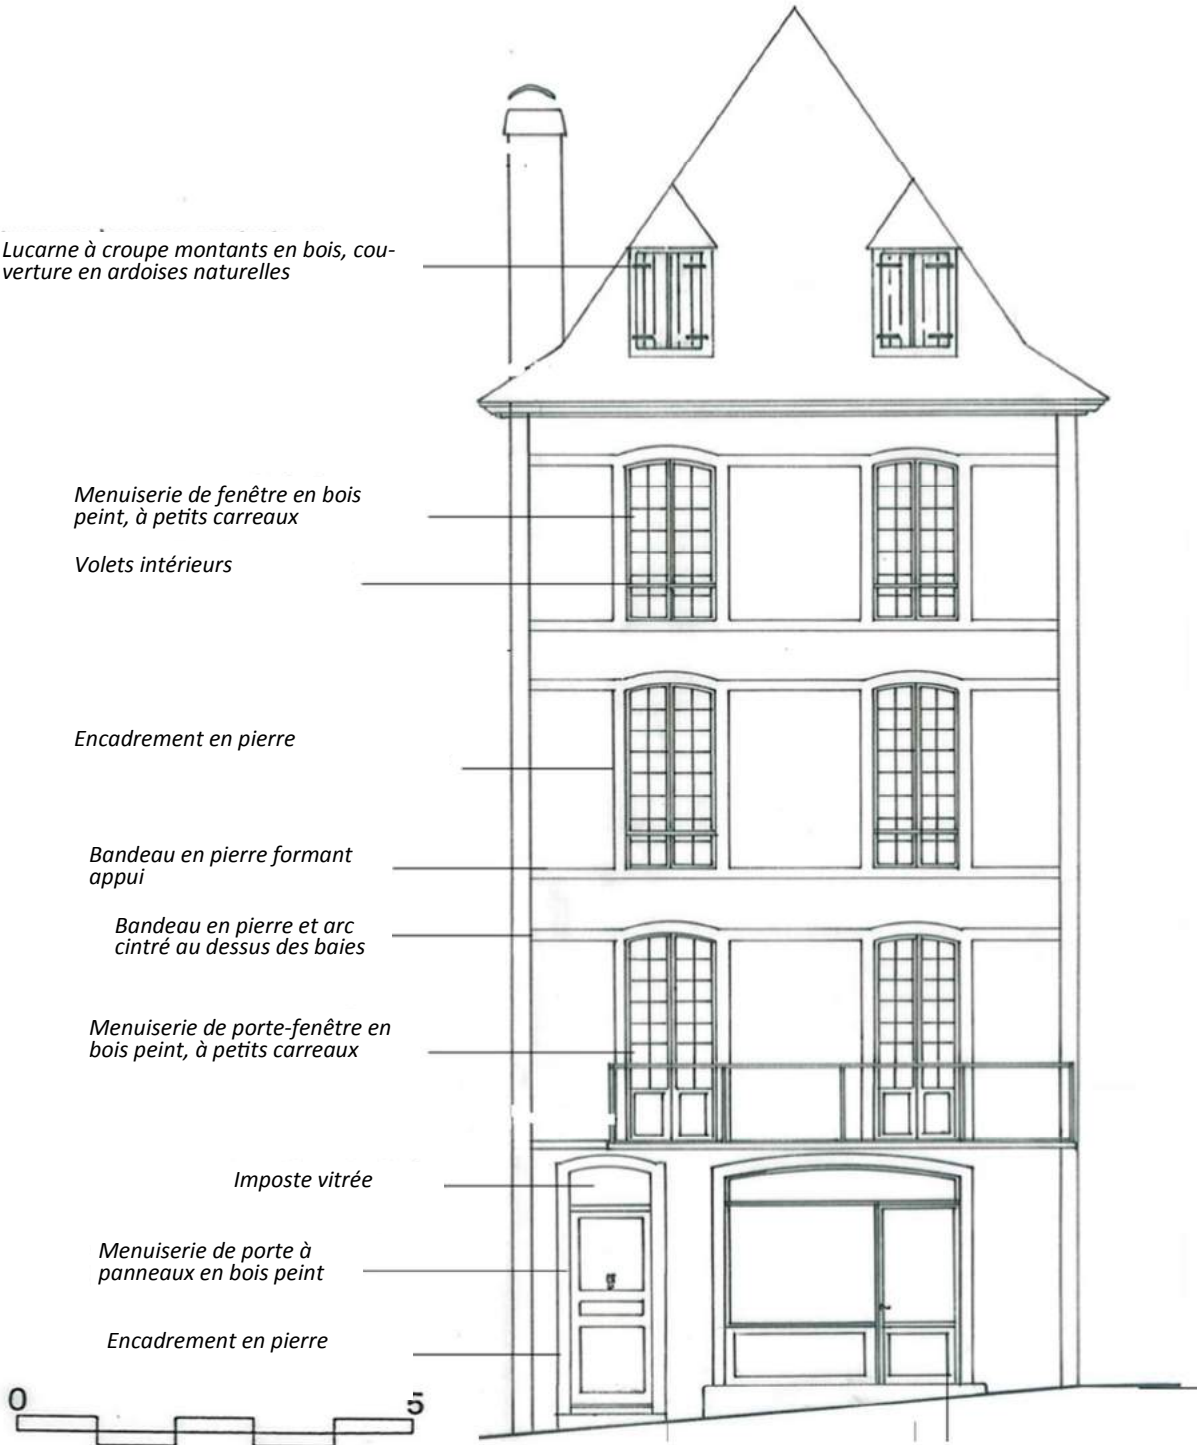 Lucarne à croupe montants en bois, cou-
verture en ardoises naturelles
Menuiserie de fenêtre en bois
peint, à petits carreaux
Volets intérieurs
Encadrement en pierre
Bandeau en pierre formant
appui
Bandeau en pierre et arc
cintré au dessus des baies
Menuiserie de porte-fenêtre en
bois peint, à petits carreaux
Imposte vitrée
Menuiserie de porte à
panneaux en bois peint
Encadrement en pierre
0 5